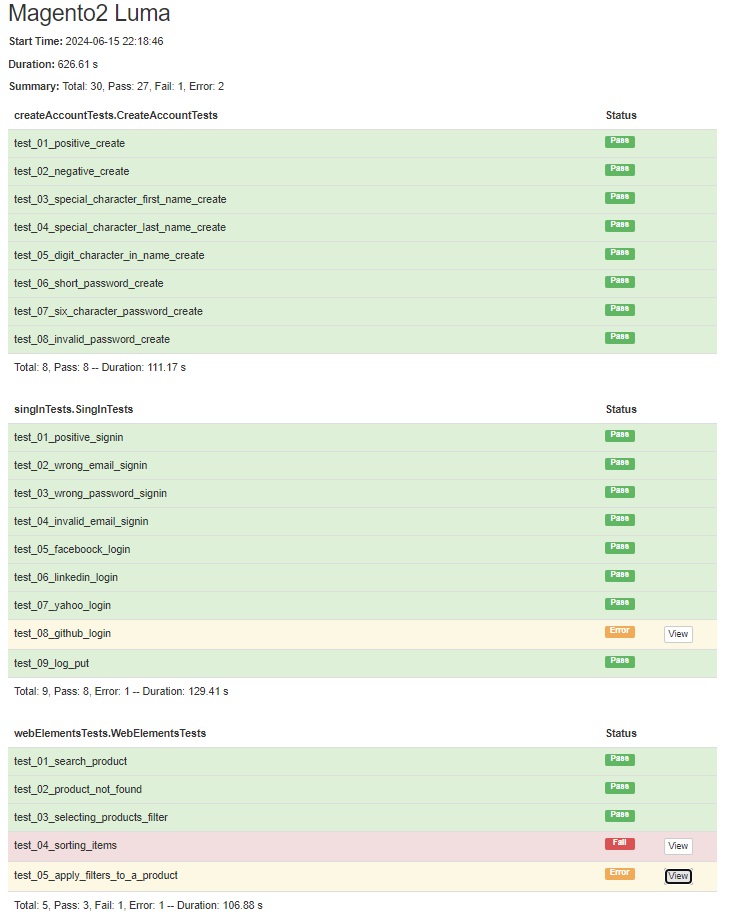 Magento2 Luma
Start Time: 2024-06-15 22:18:46
Duration: 626.61 s
Summary: Total: 30, Pass: 27, Fail: 1, Error: 2
createAccountTests.CreateAccountTests Status
test_01_positive_create Pass
test_02_negative_create Pass
test_03_special_character_first_name_create Pass
test_04_special_character_last_name_create Pass
test_05_digit_character_in_name_create Pass
test_06_short_password_create Pass
test_07_six_character_password_create Pass
test_08_invalid_password_create Pass
Total: 8, Pass: 8 -- Duration: 111.17 s
singInTests.SingInTests Status
test_01_positive_signin Pass
test_02_wrong_email_signin Pass
test_03_wrong_password_signin Pass
test_04_invalid_email_signin Pass
test_05_faceboock_login Pass
test_06_linkedin_login Pass
test_07_yahoo_login Pass
test_08_github_login Error View
test_09_log_put Pass
Total: 9, Pass: 8, Error: 1 -- Duration: 129.41 s
webElementsTests.WebElementsTests Status
test_01_search_product Pass
test_02_product_not_found Pass
test_03_selecting_products_filter Pass
test_04_sorting_items Fail View
test_05_apply_filters_to_a_product Error View
Total: 5, Pass: 3, Fail: 1, Error: 1 -- Duration: 106.88 s